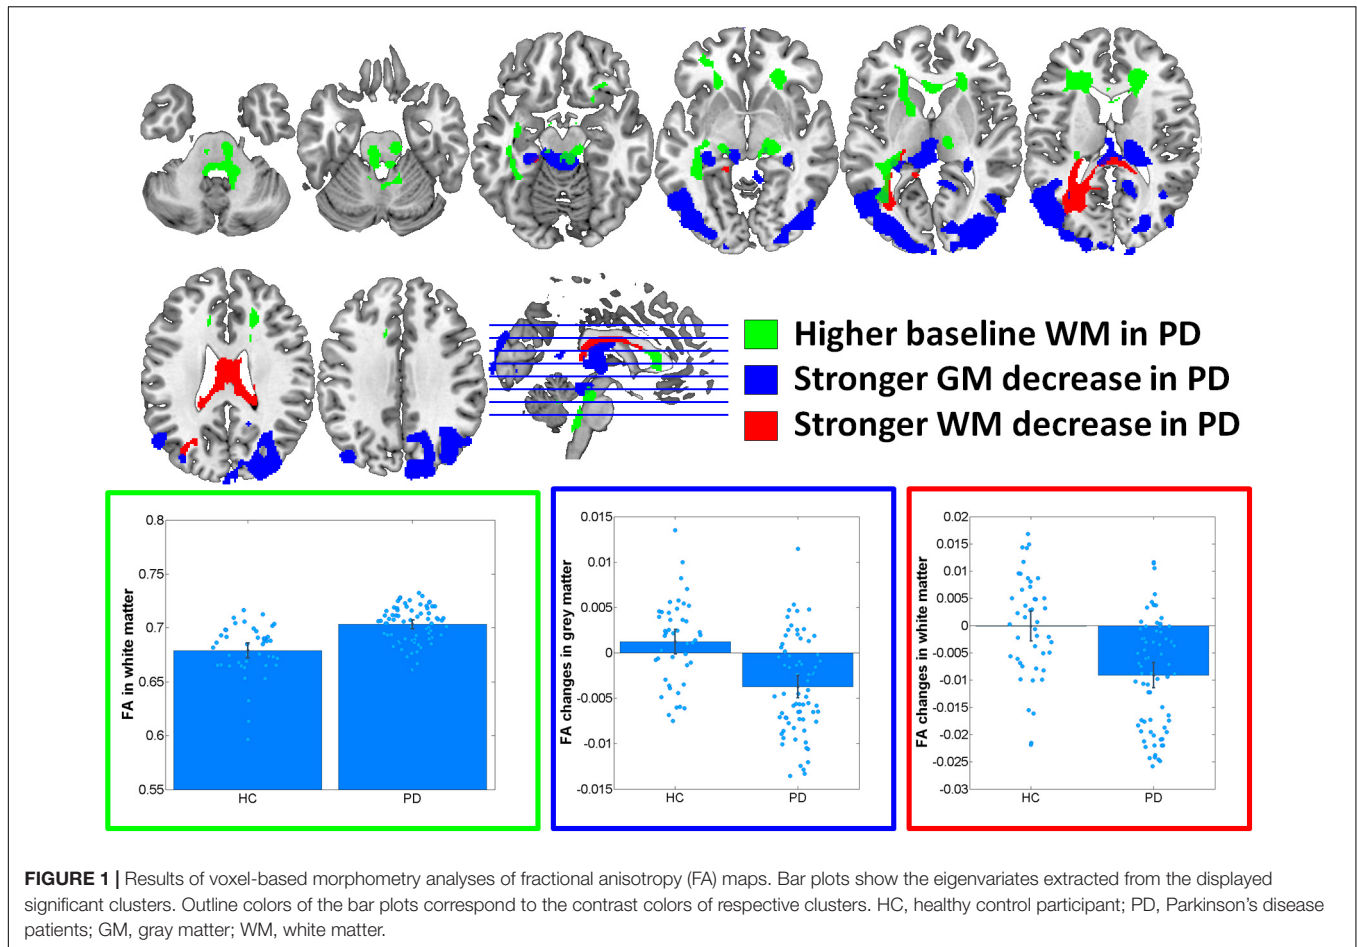 Higher baseline WM in PD
Stronger GM decrease in PD
Stronger WM decrease in PD
FA in white matter
0.8
0.75
0.7
0.65
0.6
0.55
HC
PD
FA changes in grey matter
0.015
0.01
0.005
0
-0.005
-0.01
-0.015
HC
PD
FA changes in white matter
0.02
0.015
0.01
0.005
0
-0.005
-0.01
-0.015
-0.02
-0.025
-0.03
HC
PD
FIGURE 1 | Results of voxel-based morphometry analyses of fractional anisotropy (FA) maps. Bar plots show the eigenvariates extracted from the displayed
significant clusters. Outline colors of the bar plots correspond to the contrast colors of respective clusters. HC, healthy control participant; PD, Parkinson's disease
patients; GM, gray matter; WM, white matter.